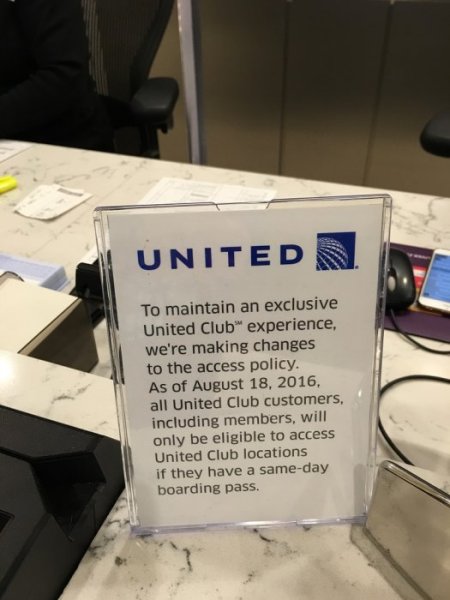 UNITED
To maintain an exclusive
United Club℠ experience,
we're making changes
to the access policy.
As of August 18, 2016,
all United Club customers,
including members, will
only be eligible to access
United Club locations
if they have a same-day
boarding pass.